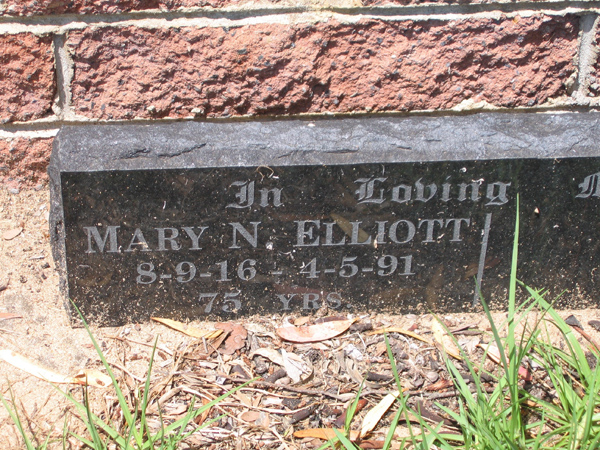 In Loving M
MARY N. ELLIOTT
8-9-16 - 4-5-91
75 YRS